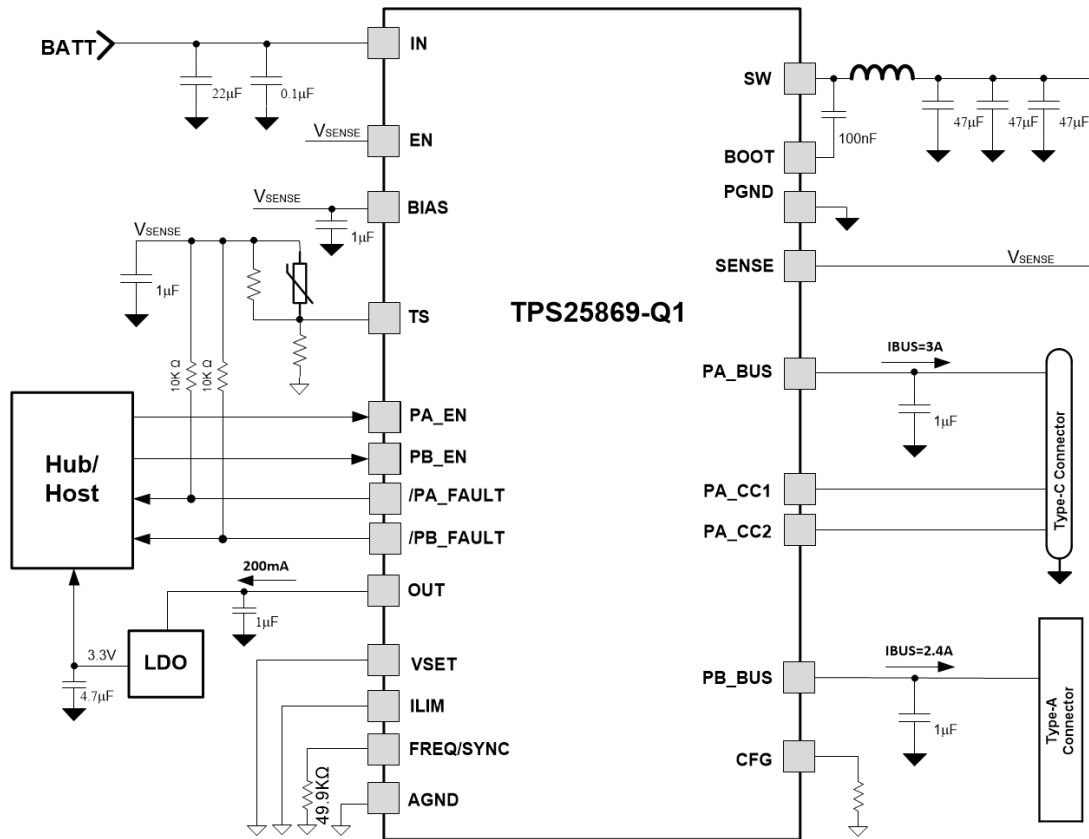 BATT
IN
22µF
0.1µF
VSENSE
EN
VSENSE
BIAS
1µF
VSENSE
1µF
TS
10K Ω
10K Ω
Hub/
Host
PA_EN
PB_EN
/PA_FAULT
/PB_FAULT
200mA
OUT
1µF
3.3V
LDO
4.7µF
VSET
ILIM
FREQ/SYNC
49.9KΩ
AGND
TPS25869-Q1
SW
47µF
47µF
47µF
100nF
BOOT
PGND
SENSE
VSENSE
IBUS=3A
PA_BUS
1µF
PA_CC1
PA_CC2
Type-C Connector
IBUS=2.4A
PB_BUS
1µF
Type-A
Connector
CFG